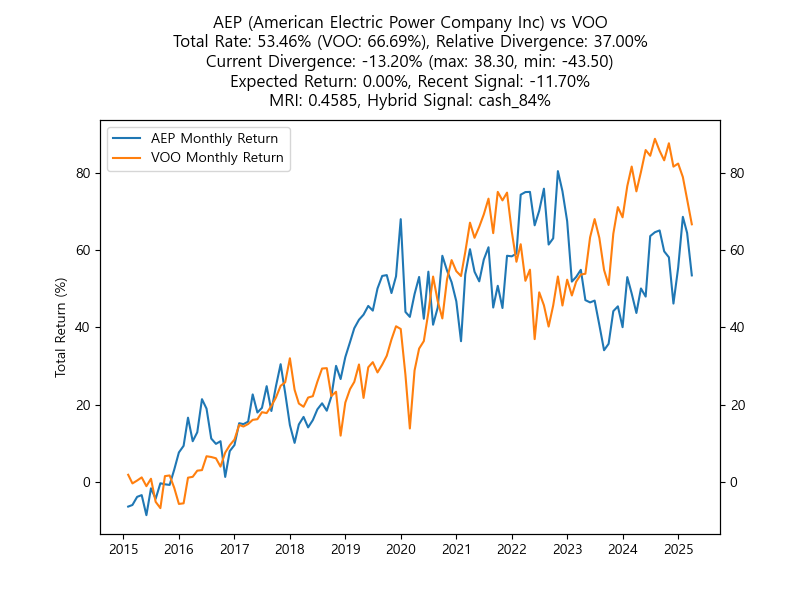 AEP (American Electric Power Company Inc) vs VOO
Total Rate: 53.46% (VOO: 66.69%), Relative Divergence: 37.00%
Current Divergence: -13.20% (max: 38.30, min: -43.50)
Expected Return: 0.00%, Recent Signal: -11.70%
MRI: 0.4585, Hybrid Signal: cash_84%
AEP Monthly Return
VOO Monthly Return
Total Return (%)
80
60
40
20
0
80
60
40
20
0
2015 2016 2017 2018 2019 2020 2021 2022 2023 2024 2025